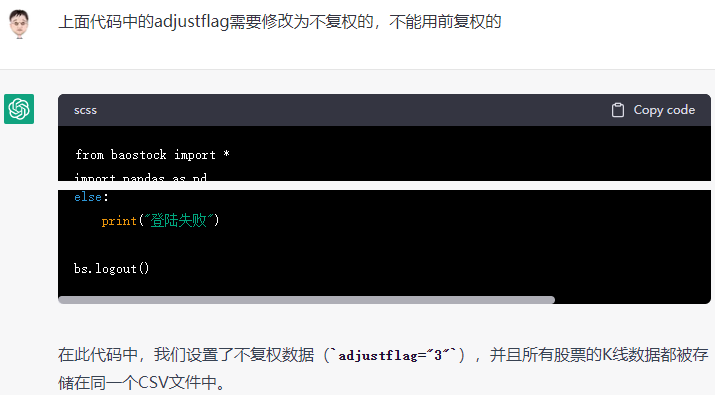 上面代码中的adjustflag需要修改为不复权的，不能用前复权的
scss Copy code
from baostock import *
import pandas as pd
else:
print("登陆失败")
bs.logout()
在此代码中，我们设置了不复权数据（`adjustflag="3"`），并且所有股票的K线数据都被存
储在同一个CSV文件中。